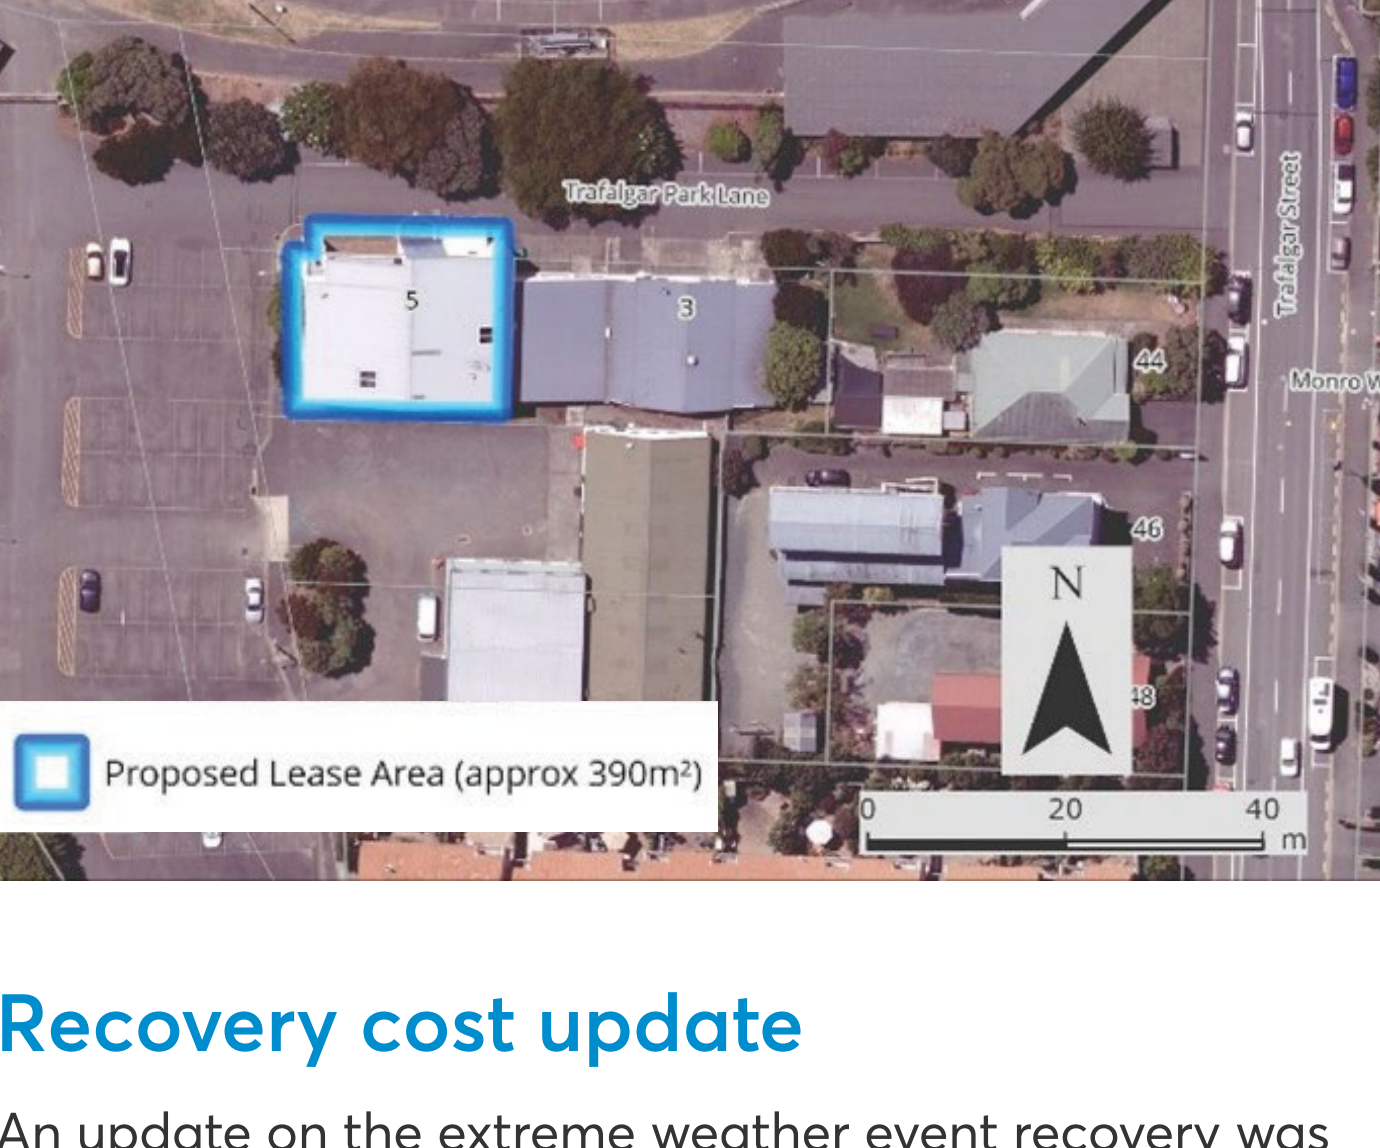 Trafalgar Park Lane
Trafalgar Street
5
3
44
Monro
46
N
48
Proposed Lease Area (approx 390m²)
0 20 40
m
Recovery cost update
An update on the extreme weather event recovery was